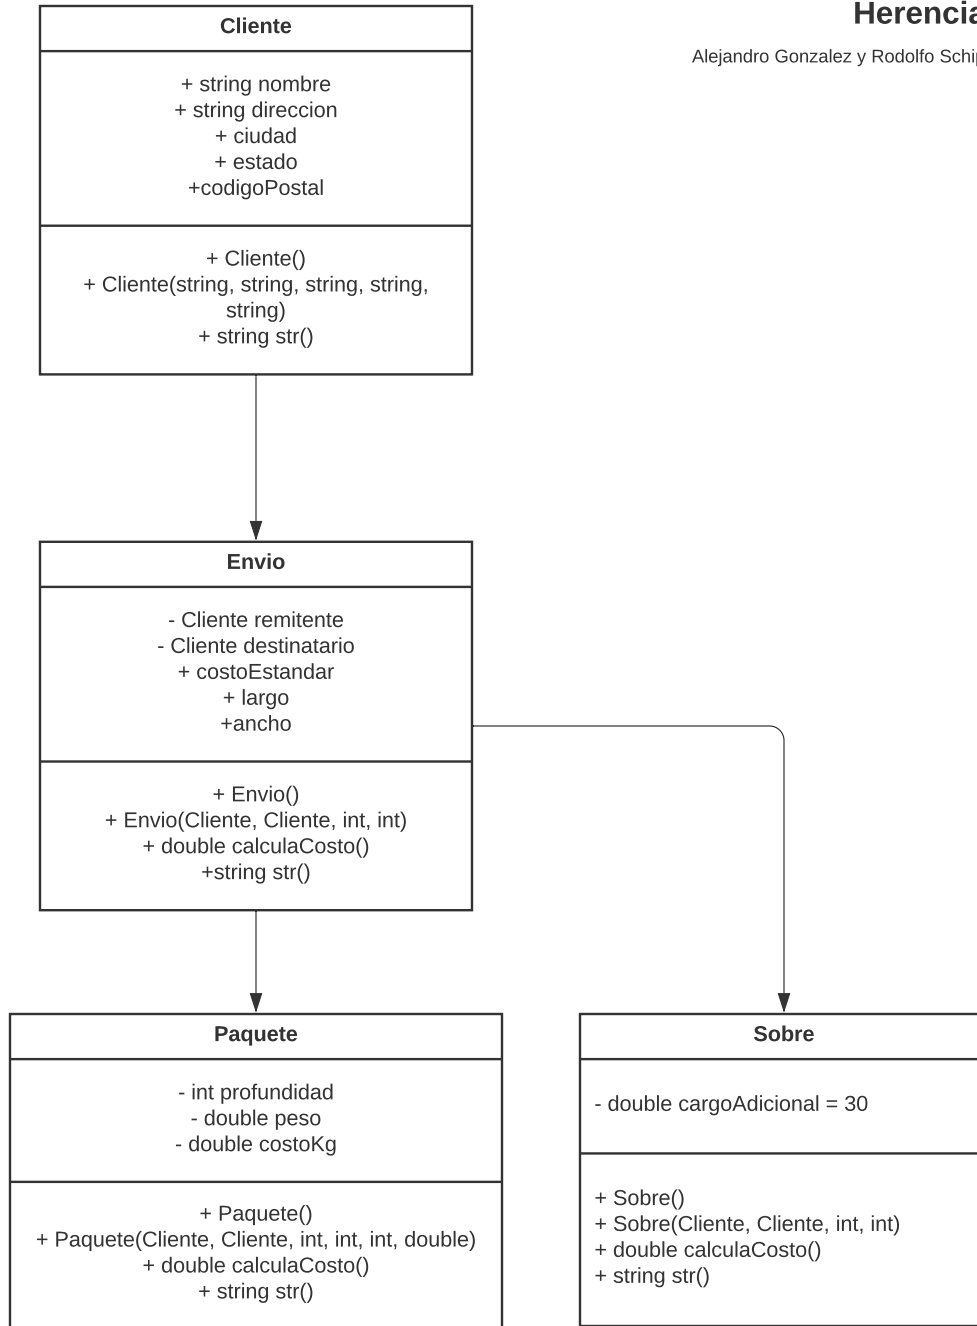 Herencia
Alejandro Gonzalez y Rodolfo
Cliente
+ string nombre
+ string direccion
+ ciudad
+ estado
+codigoPostal
+ Cliente()
+ Cliente(string, string, string, string,
string)
+ string str()
Envio
- Cliente remitente
- Cliente destinatario
+ costoEstandar
+ largo
+ancho
+ Envio()
+ Envio(Cliente, Cliente, int, int)
+ double calculaCosto()
+string str()
Paquete
- int profundidad
- double peso
- double costoKg
+ Paquete()
+ Paquete(Cliente, Cliente, int, int, int, double)
+ double calculaCosto()
+ string str()
Sobre
- double cargoAdicional = 30
+ Sobre()
+ Sobre(Cliente, Cliente, int, int)
+ double calculaCosto()
+ string str()